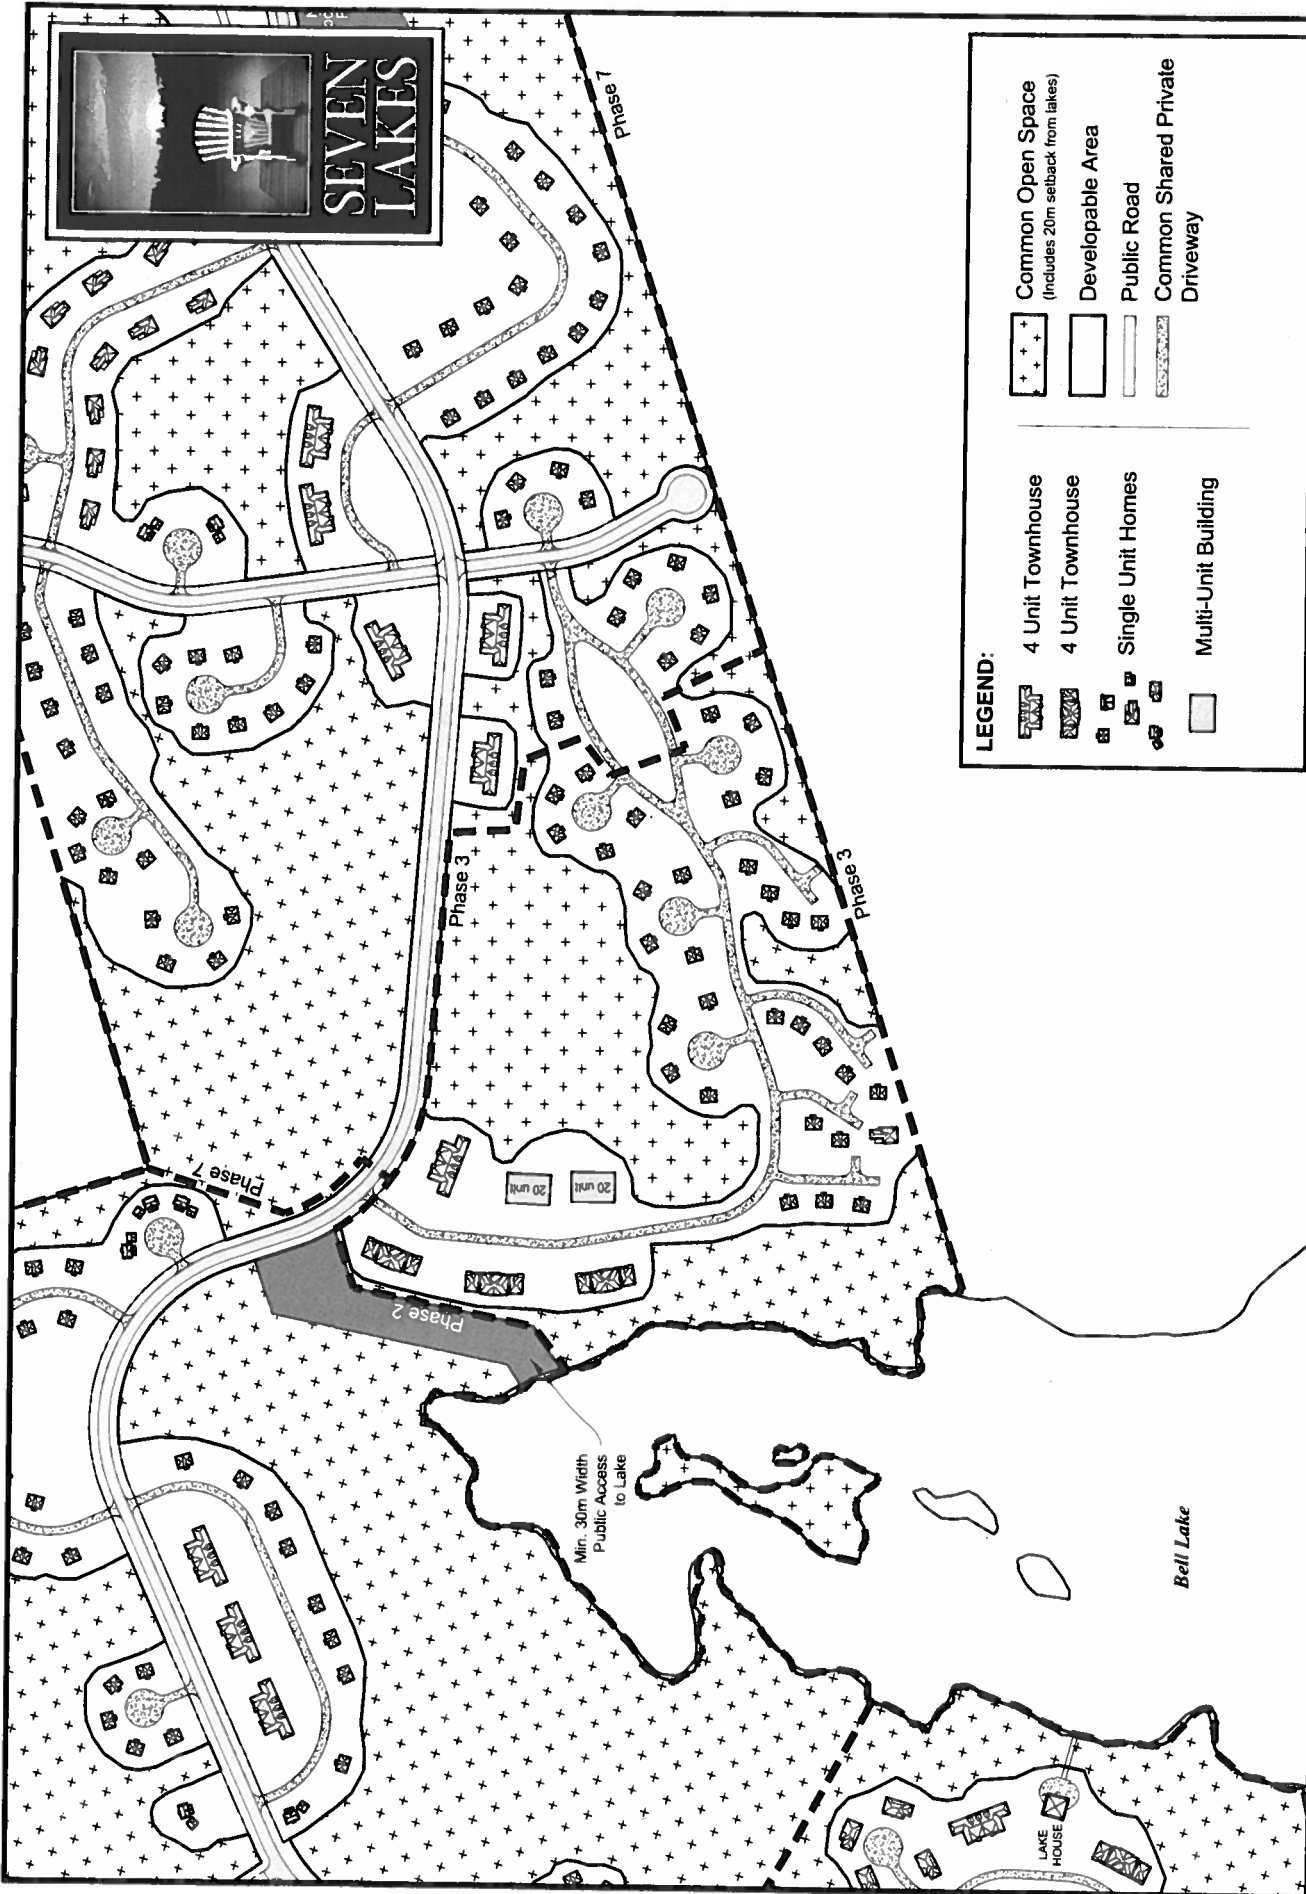 SEVEN
LAKES
Phase 7
Phase 3
Phase 3
Phase 7
Phase 2
20 unit
20 unit
Min. 30m Width
Public Access
to Lake
Bell Lake
LAKE
HOUSE
LEGEND:
4 Unit Townhouse
4 Unit Townhouse
Single Unit Homes
Multi-Unit Building
Common Open Space
(Includes 20m setback from lakes)
Developable Area
Public Road
Common Shared Private
Driveway